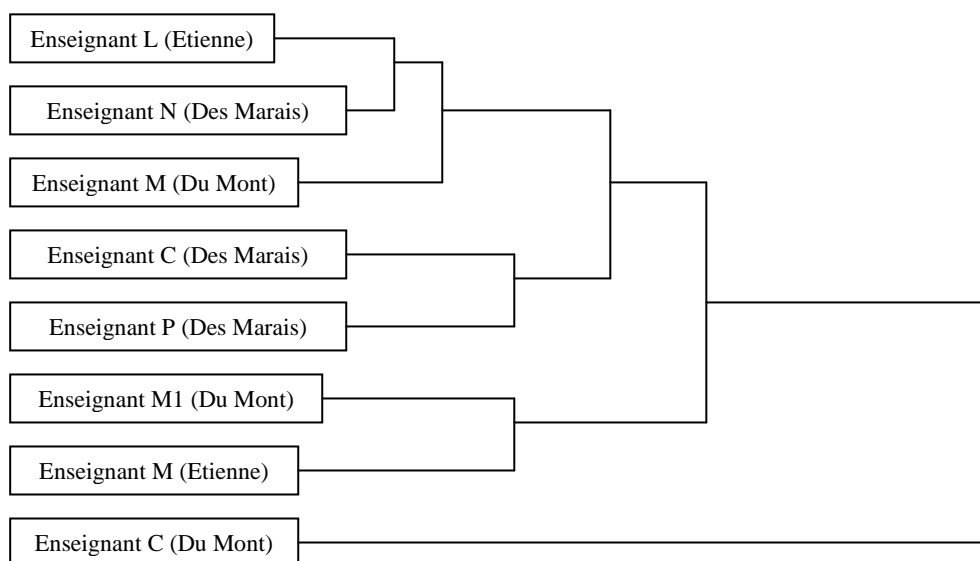 Enseignant L (Etienne)
Enseignant N (Des Marais)
Enseignant M (Du Mont)
Enseignant C (Des Marais)
Enseignant P (Des Marais)
Enseignant M1 (Du Mont)
Enseignant M (Etienne)
Enseignant C (Du Mont)